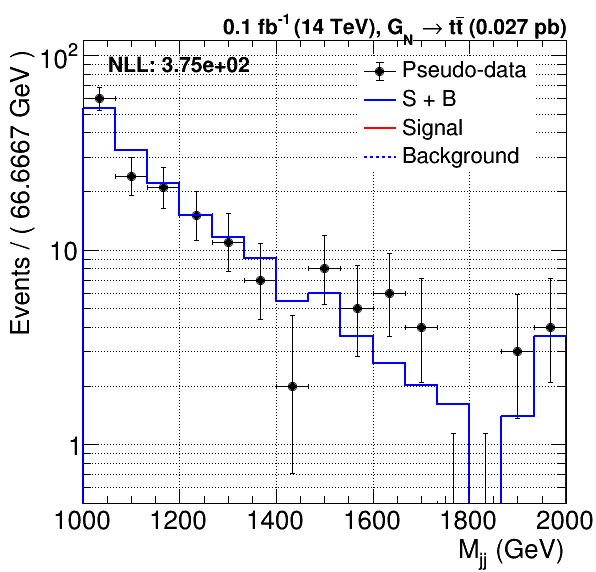 0.1 fb⁻¹ (14 TeV), G_N → tt̄ (0.027 pb)
NLL: 3.75e+02
Pseudo-data
S + B
Signal
Background
Events / ( 66.6667 GeV )
10²
10
1
1000 1200 1400 1600 1800 2000
M_jj (GeV)